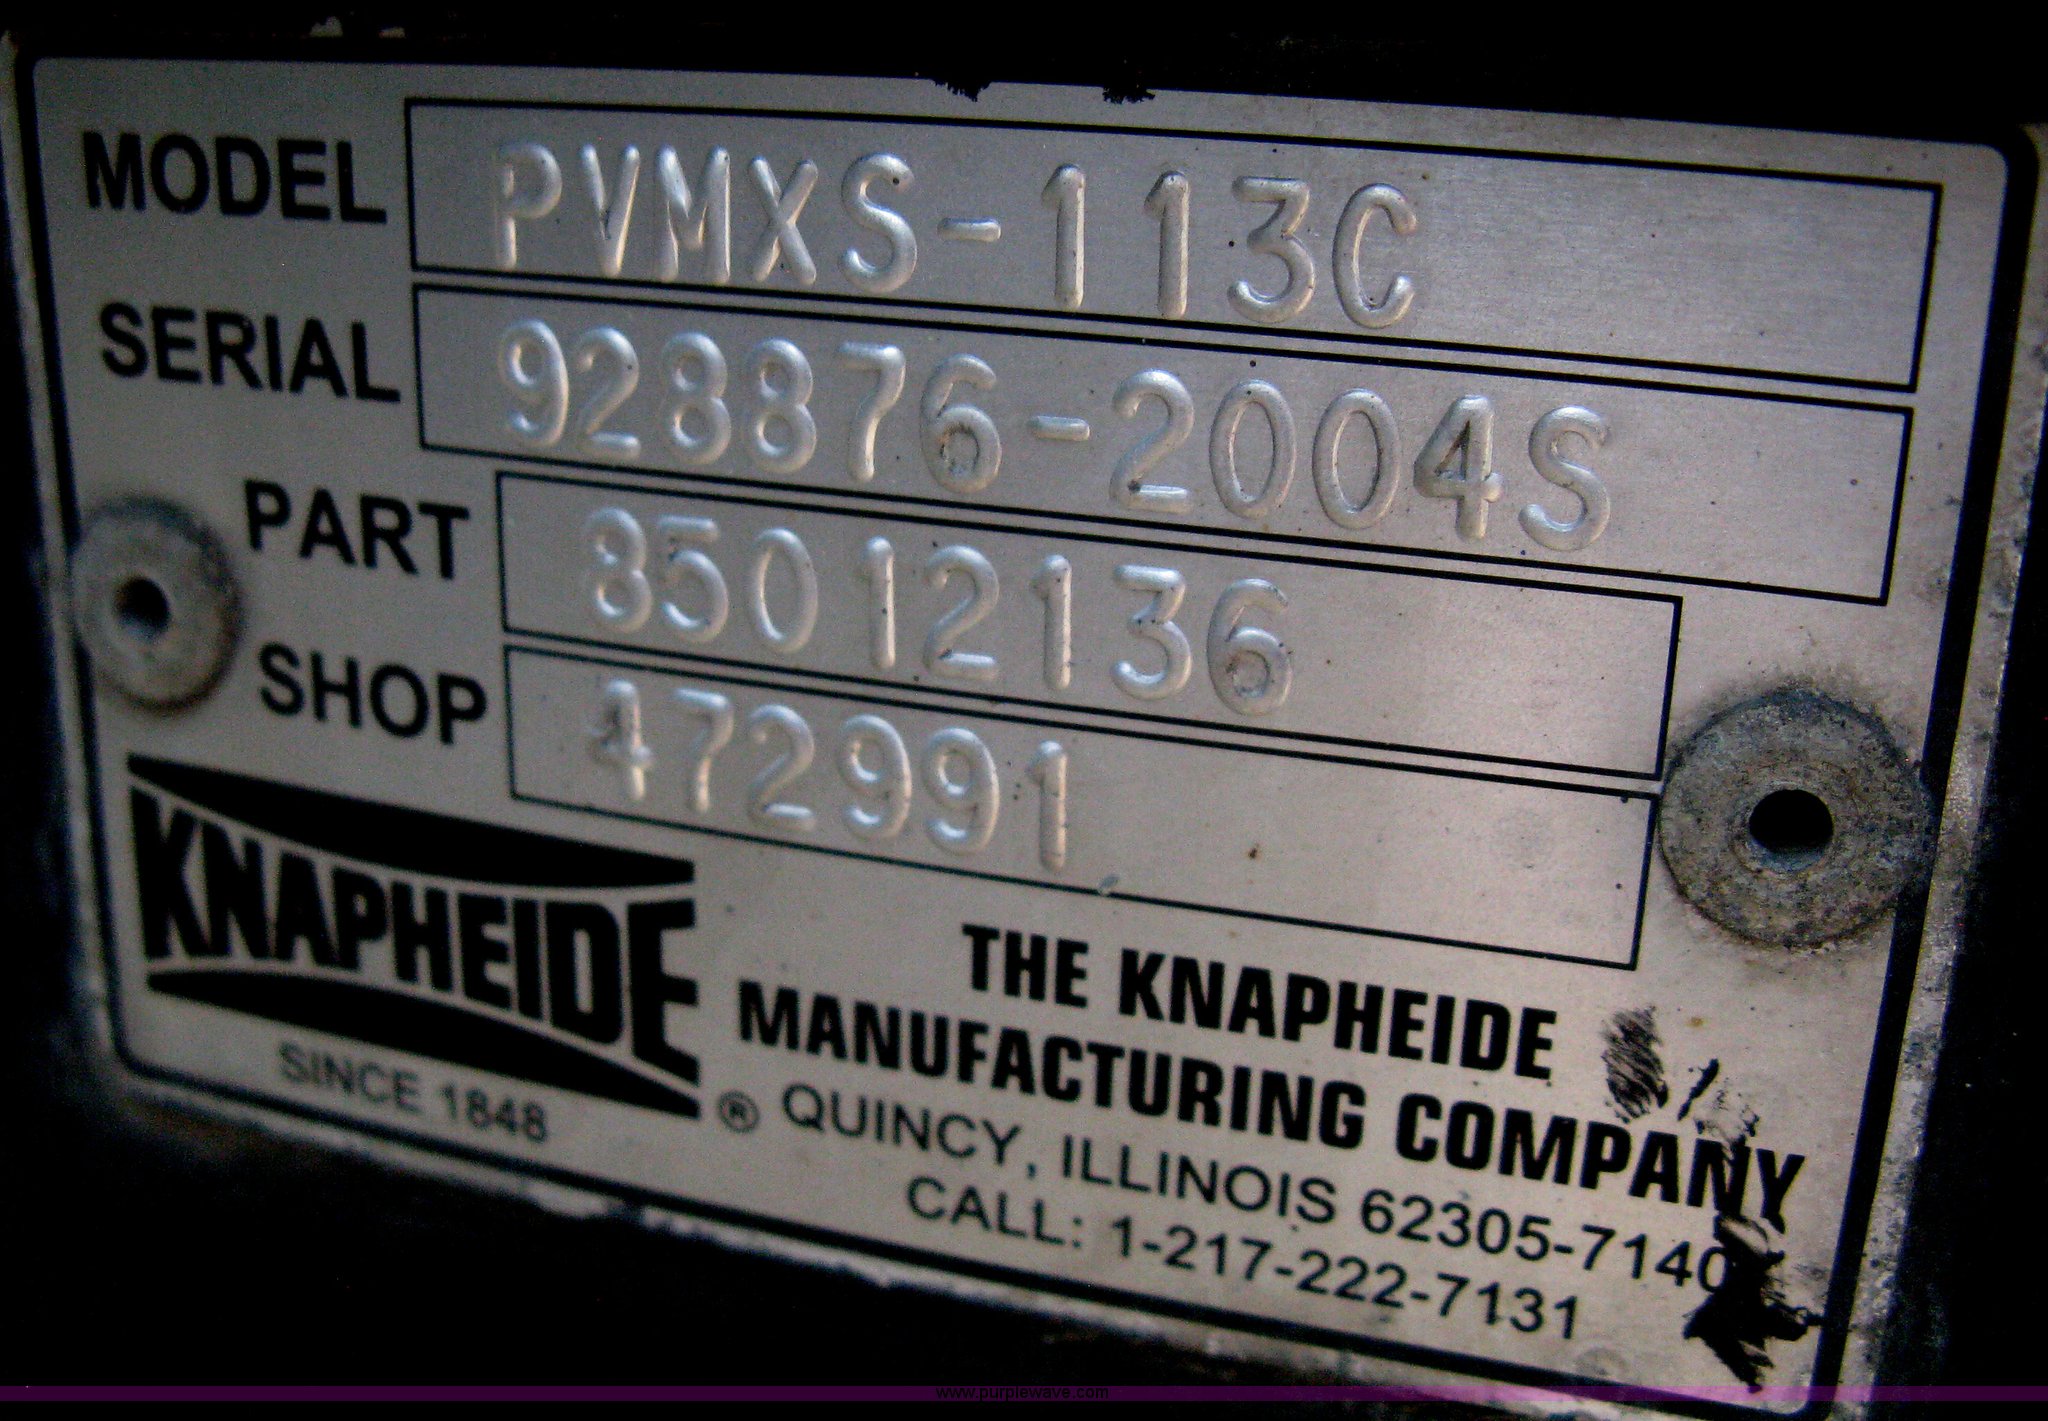 MODEL PVMXS-113C
SERIAL 928876-2004S
PART 85012136
SHOP 472991
KNAPHEIDE
SINCE 1848
®
THE KNAPHEIDE
MANUFACTURING COMPANY
QUINCY, ILLINOIS 62305-7140
CALL: 1-217-222-7131
www.purplewave.com